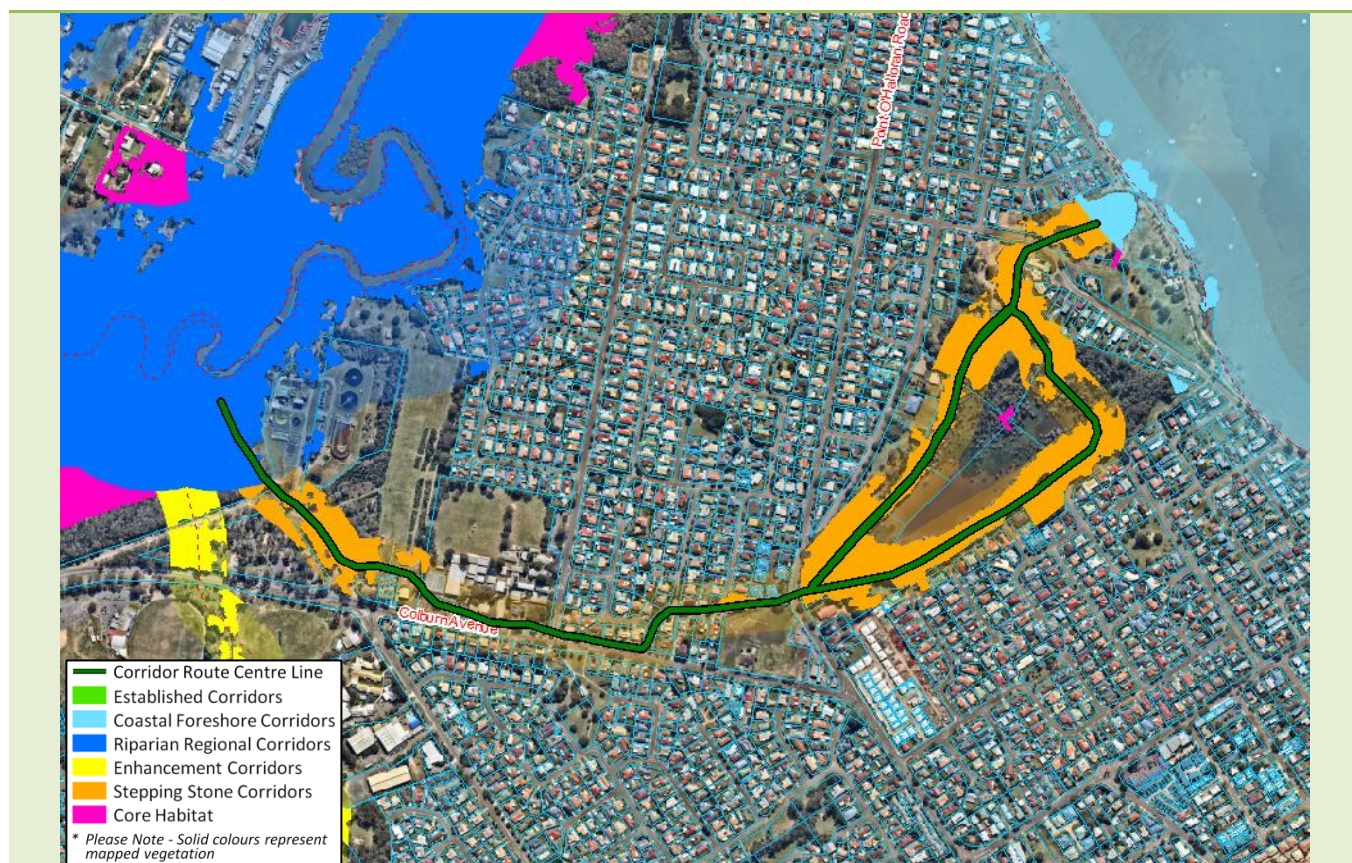 Point O'Halloran Road
Colburn Avenue
Corridor Route Centre Line
Established Corridors
Coastal Foreshore Corridors
Riparian Regional Corridors
Enhancement Corridors
Stepping Stone Corridors
Core Habitat
* Please Note - Solid colours represent
mapped vegetation